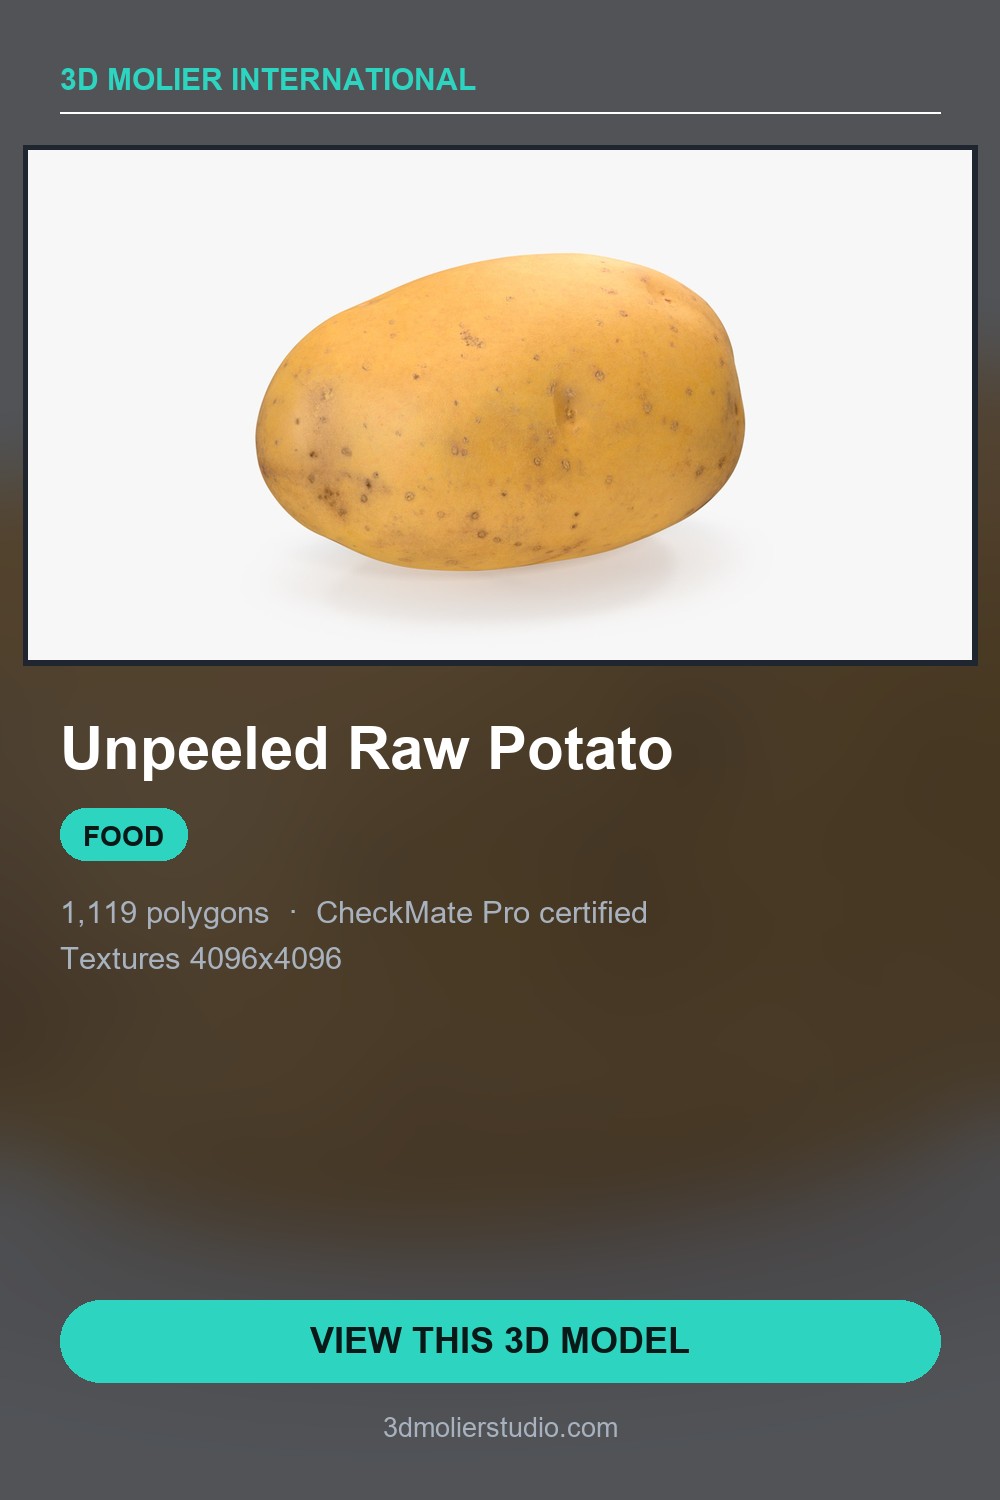 3D MOLIER INTERNATIONAL
Unpeeled Raw Potato
FOOD
1,119 polygons · CheckMate Pro certified
Textures 4096x4096
VIEW THIS 3D MODEL
3dmolierstudio.com